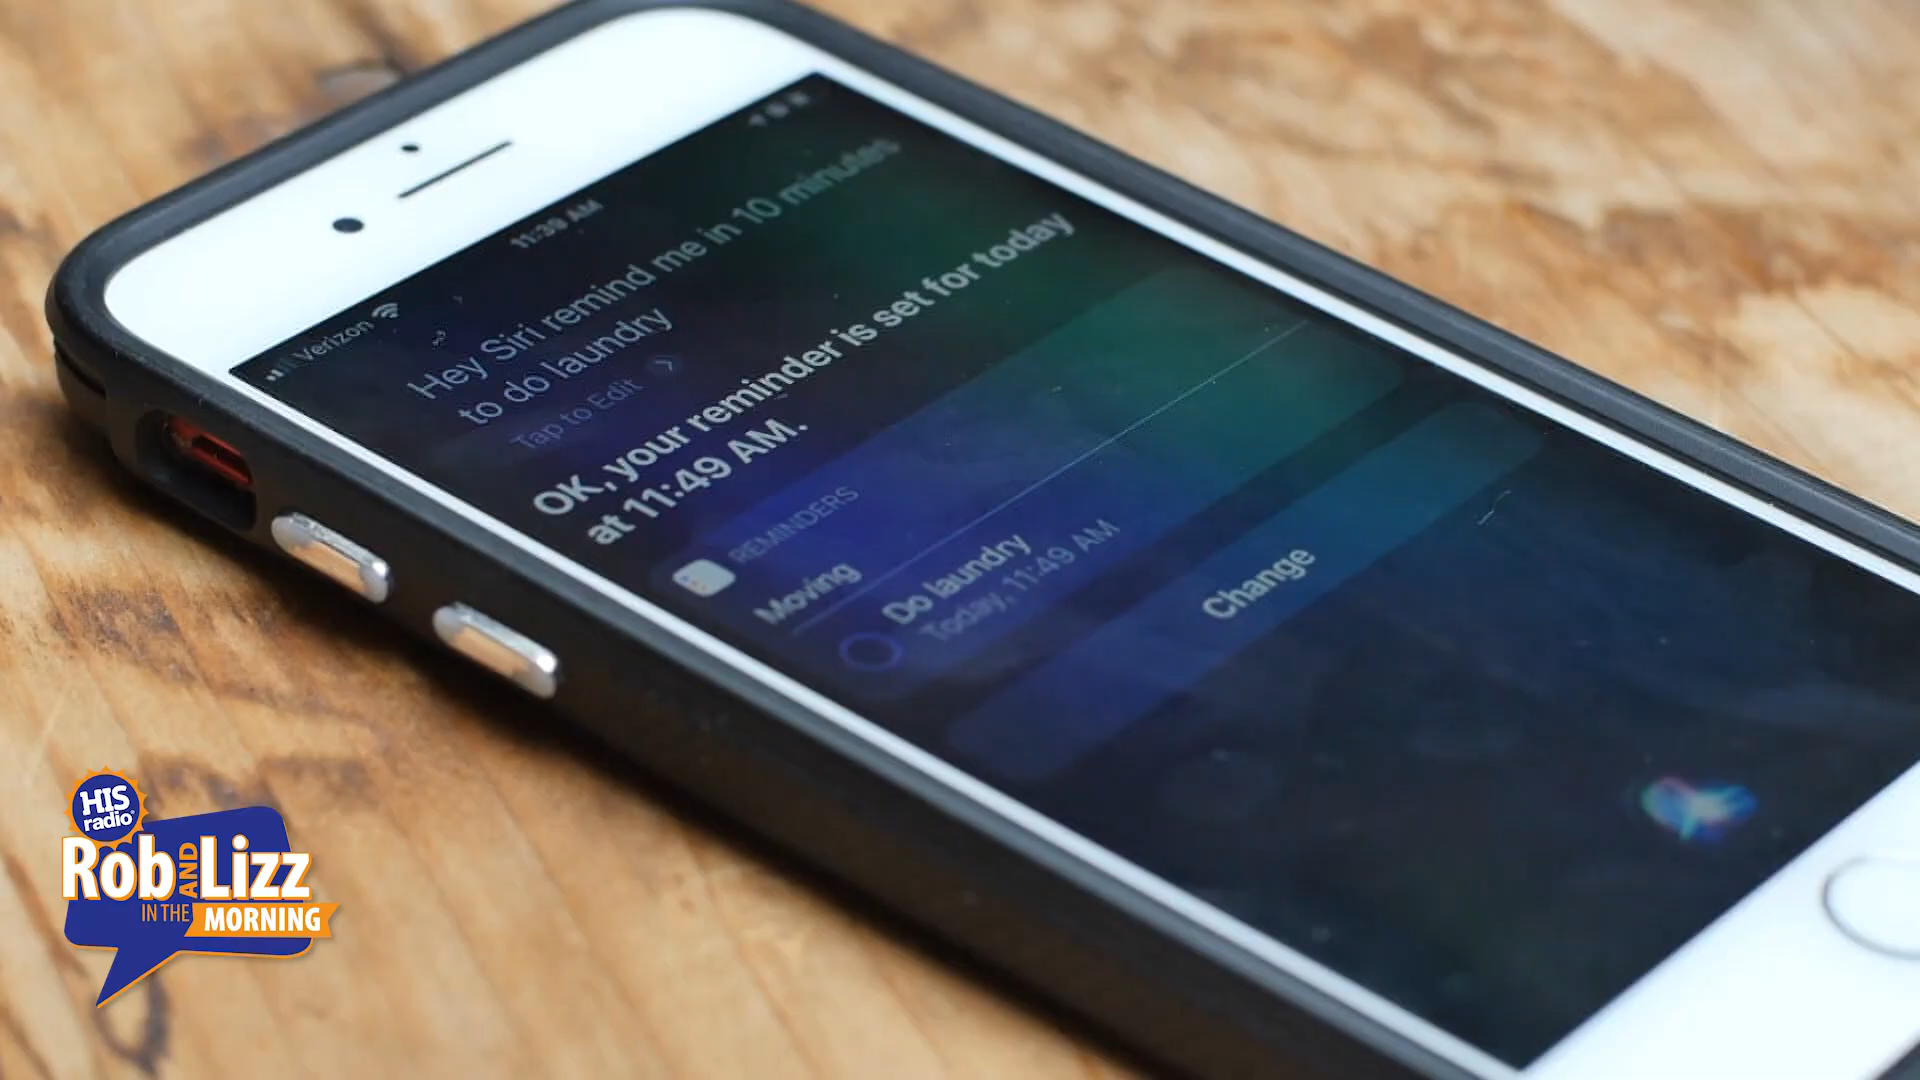 Verizon
11:39 AM
Hey Siri remind me in 10 minutes
to do laundry
Tap to Edit
OK, your reminder is set for today
at 11:49 AM.
REMINDERS
Moving
Do laundry
Today, 11:49 AM
Change
HIS
radio®
Rob AND Lizz
IN THE MORNING